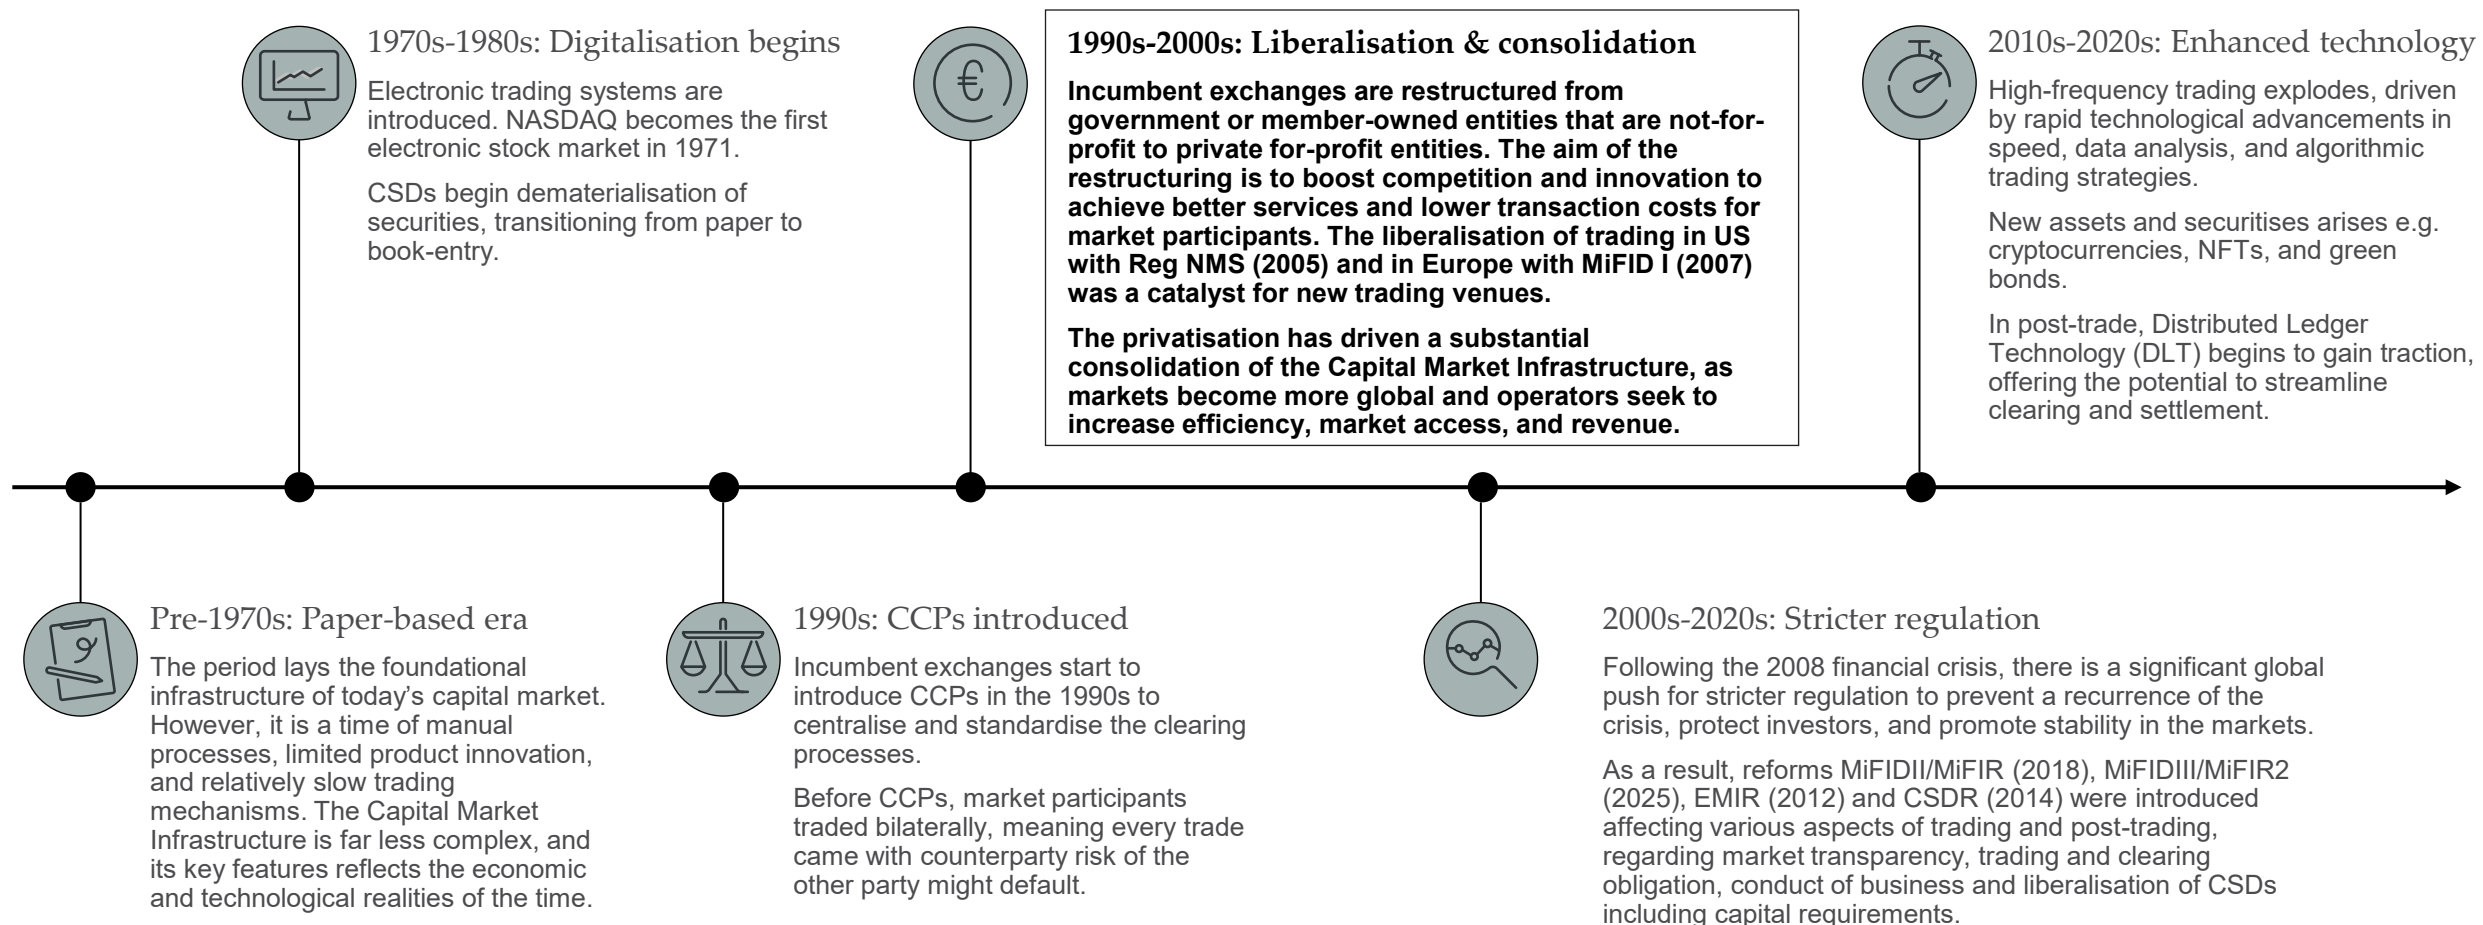 1970s-1980s: Digitalisation begins
Electronic trading systems are
introduced. NASDAQ becomes the first
electronic stock market in 1971.
CSDs begin dematerialisation of
securities, transitioning from paper to
book-entry.
1990s-2000s: Liberalisation & consolidation
Incumbent exchanges are restructured from
government or member-owned entities that are not-for-
profit to private for-profit entities. The aim of the
restructuring is to boost competition and innovation to
achieve better services and lower transaction costs for
market participants. The liberalisation of trading in US
with Reg NMS (2005) and in Europe with MiFID I (2007)
was a catalyst for new trading venues.
The privatisation has driven a substantial
consolidation of the Capital Market Infrastructure, as
markets become more global and operators seek to
increase efficiency, market access, and revenue.
2010s-2020s: Enhanced technology
High-frequency trading explodes, driven
by rapid technological advancements in
speed, data analysis, and algorithmic
trading strategies.
New assets and securitises arises e.g.
cryptocurrencies, NFTs, and green
bonds.
In post-trade, Distributed Ledger
Technology (DLT) begins to gain traction,
offering the potential to streamline
clearing and settlement.
Pre-1970s: Paper-based era
The period lays the foundational
infrastructure of today's capital market.
However, it is a time of manual
processes, limited product innovation,
and relatively slow trading
mechanisms. The Capital Market
Infrastructure is far less complex, and
its key features reflects the economic
and technological realities of the time.
1990s: CCPs introduced
Incumbent exchanges start to
introduce CCPs in the 1990s to
centralise and standardise the clearing
processes.
Before CCPs, market participants
traded bilaterally, meaning every trade
came with counterparty risk of the
other party might default.
2000s-2020s: Stricter regulation
Following the 2008 financial crisis, there is a significant global
push for stricter regulation to prevent a recurrence of the
crisis, protect investors, and promote stability in the markets.
As a result, reforms MiFIDII/MiFIR (2018), MiFIDIII/MiFIR2
(2025), EMIR (2012) and CSDR (2014) were introduced
affecting various aspects of trading and post-trading,
regarding market transparency, trading and clearing
obligation, conduct of business and liberalisation of CSDs
including capital requirements.